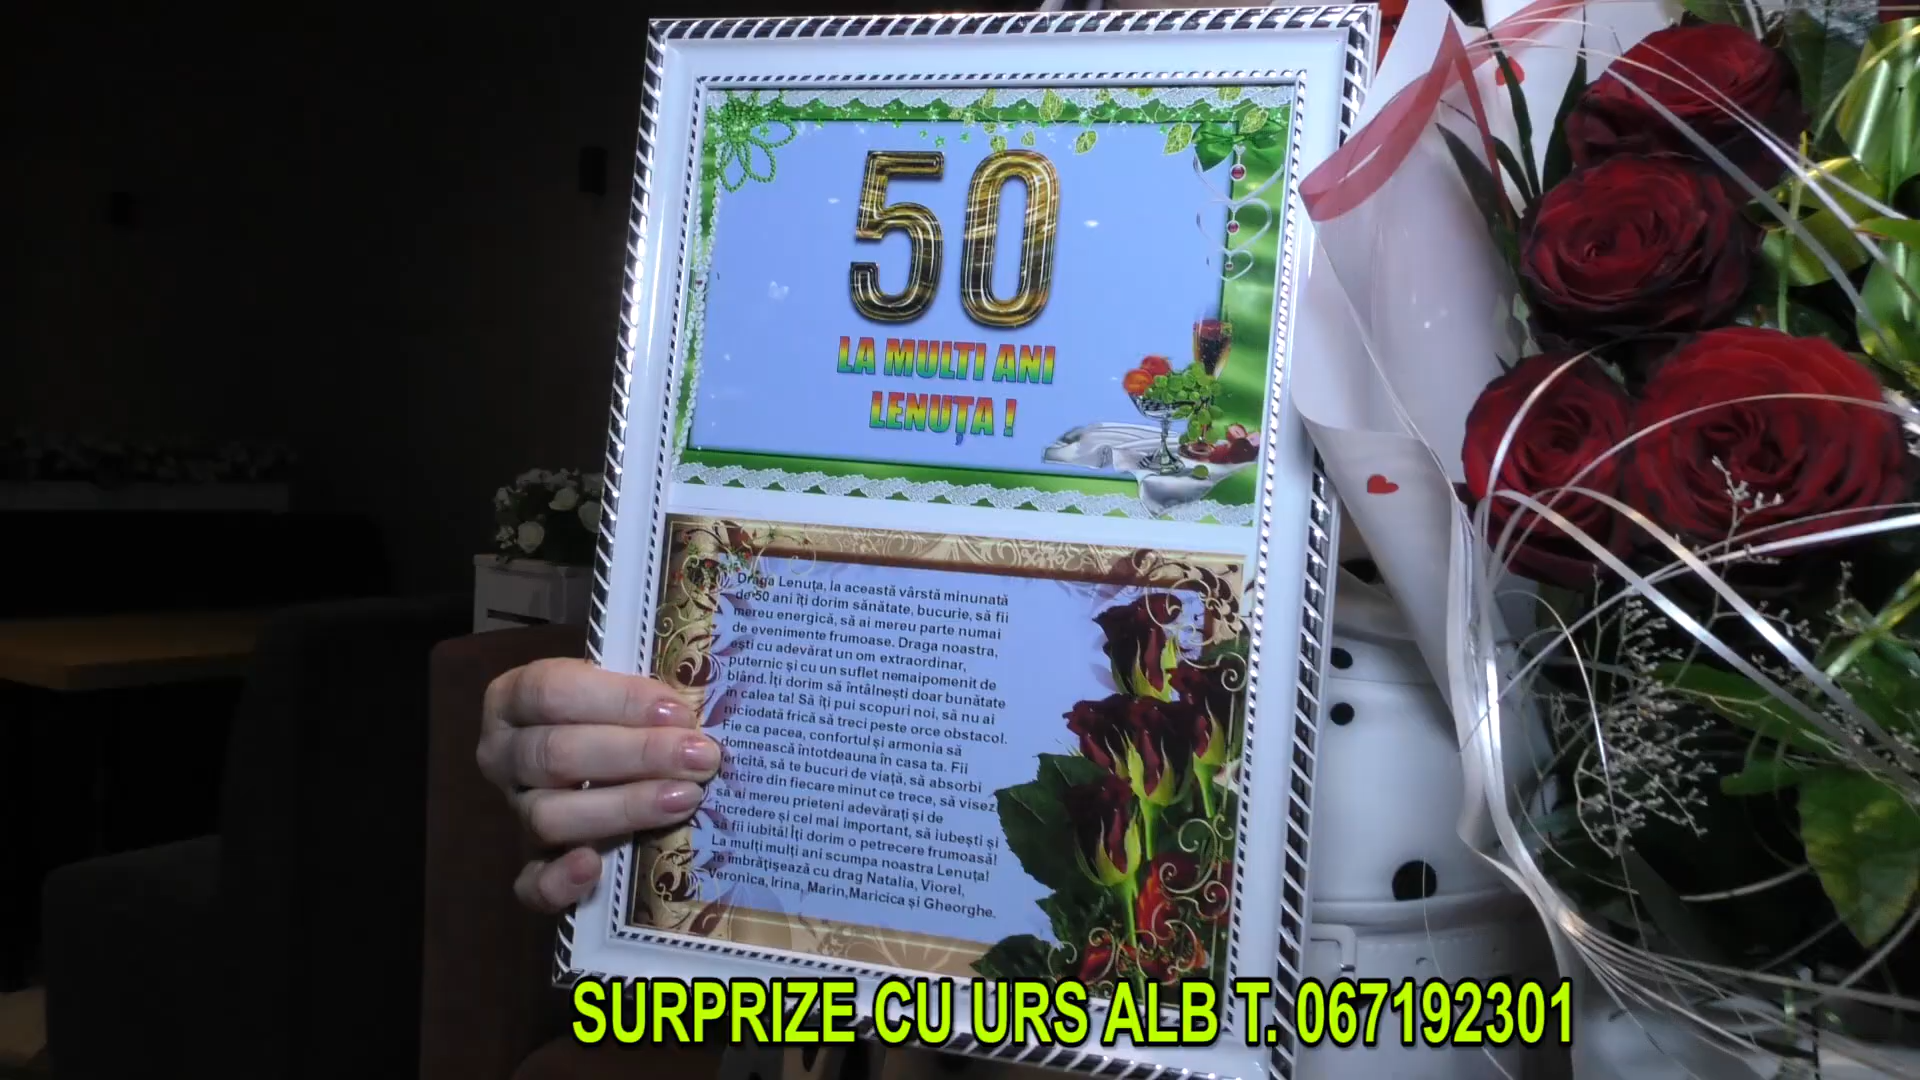 50
LA MULTI ANI
LENUȚA !
Draga Lenuța, la această vârstă minunată
de 50 ani îți dorim sănătate, bucurie, să fii
mereu energică, să ai mereu parte numai
de evenimente frumoase. Draga noastra,
ești cu adevărat un om extraordinar,
puternic și cu un suflet nemaipomenit de
blând. Îți dorim să întâlnești doar bunătate
în calea ta! Să îți pui scopuri noi, să nu ai
niciodată frică să treci peste orce obstacol.
Fie ca pacea, confortul și armonia să
domnească întotdeauna în casa ta. Fii
fericită, să te bucuri de viață, să absorbi
fericire din fiecare minut ce trece, să visez
să ai mereu prieteni adevărați și de
încredere și cel mai important, să iubești și
să fii iubită! Îți dorim o petrecere frumoasă!
La mulți mulți ani scumpa noastra Lenuța!
Te îmbrățișează cu drag Natalia, Viorel,
Veronica, Irina, Marin,Maricica și Gheorghe.
SURPRIZE CU URS ALB T. 067192301